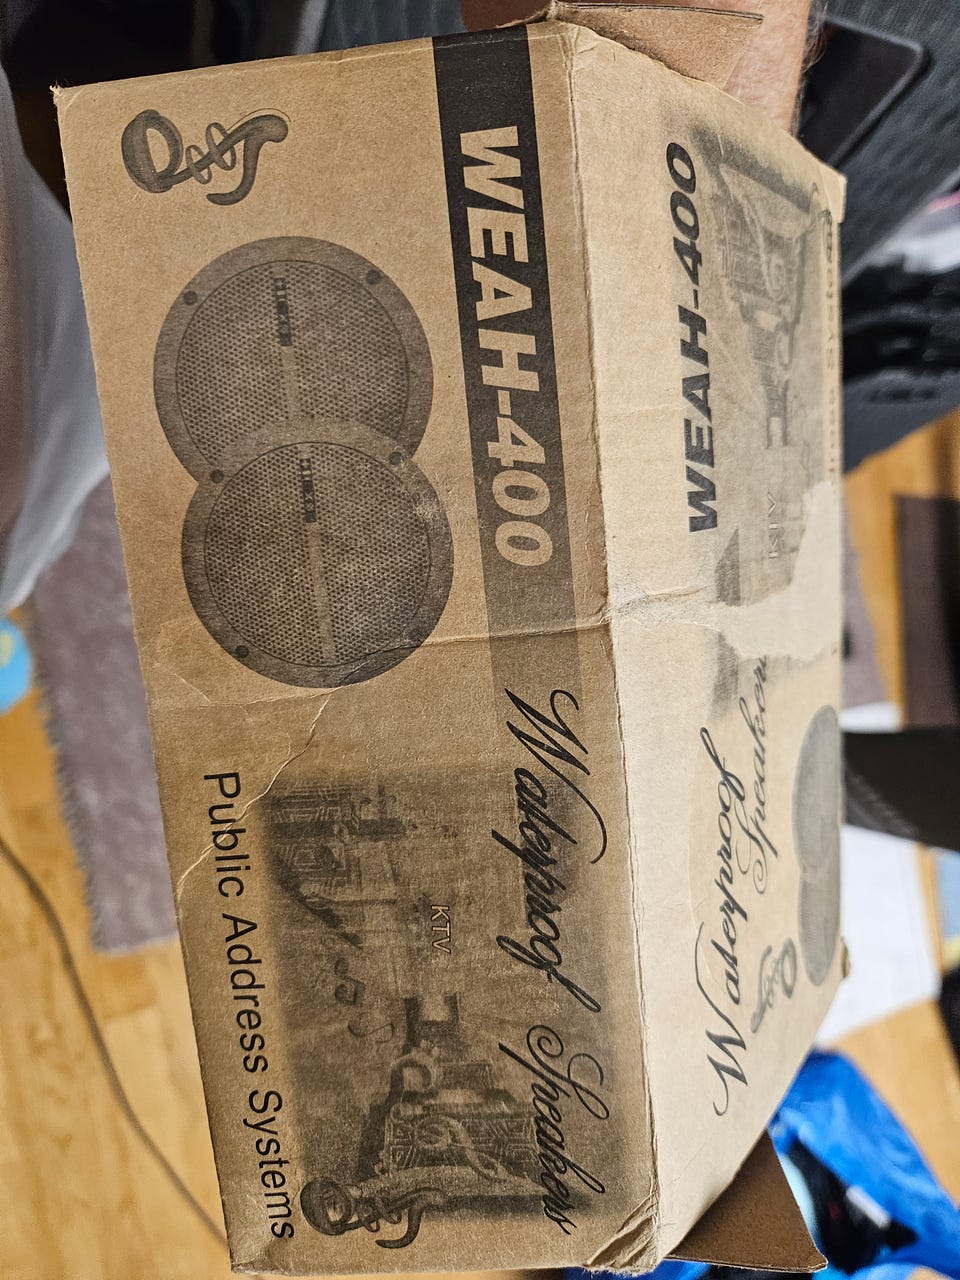 WEAH-400
Waterproof Speakers
KTV
Public Address Systems
WEAH-400
KTV
Waterproof
Speakers